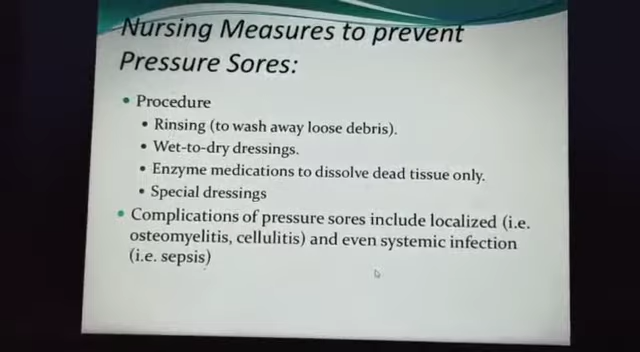 Nursing Measures to prevent
Pressure Sores:
• Procedure
• Rinsing (to wash away loose debris).
• Wet-to-dry dressings.
• Enzyme medications to dissolve dead tissue only.
• Special dressings
• Complications of pressure sores include localized (i.e.
osteomyelitis, cellulitis) and even systemic infection
(i.e. sepsis)